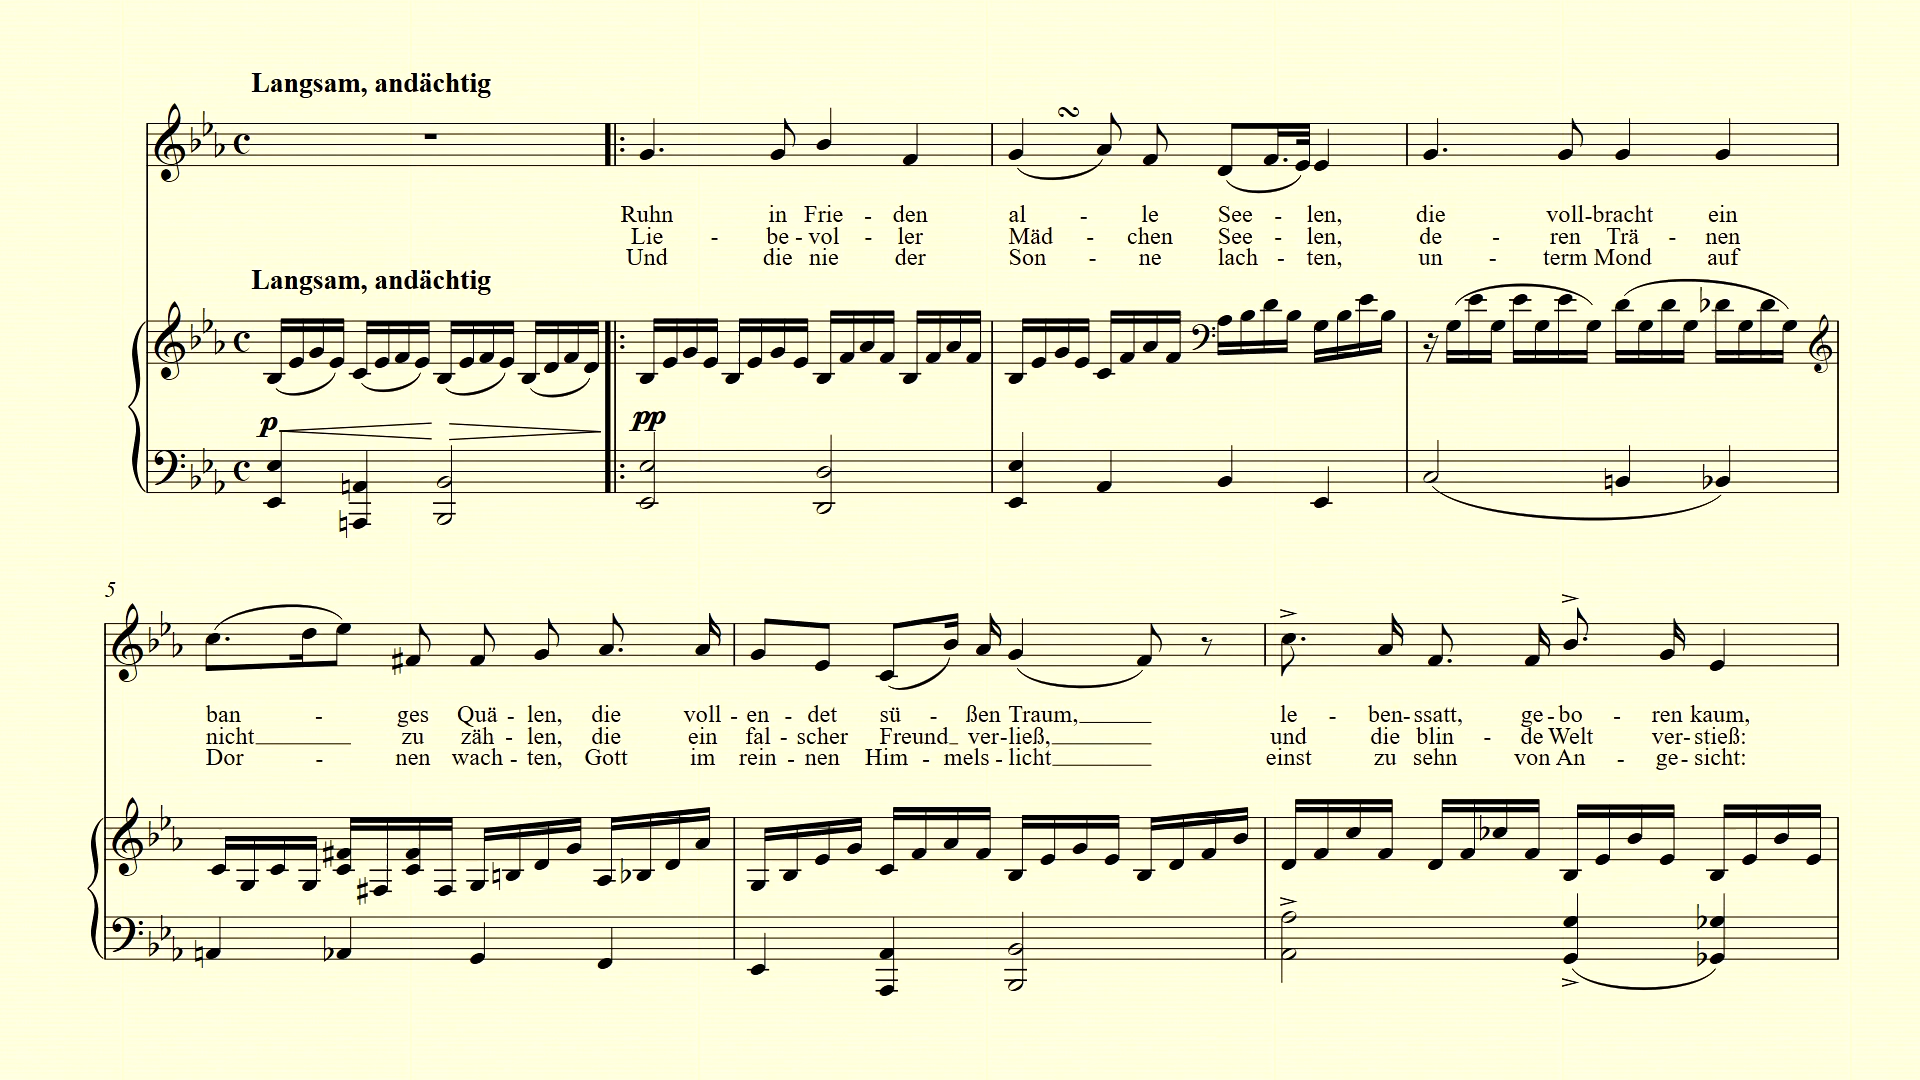 Langsam, andächtig
Ruhn in Frie - den al - le See - len, die voll-bracht ein
Lie - be - vol - ler Mäd - chen See - len, de - ren Trä - nen
Und die nie der Son - ne lach - ten, un - term Mond auf
Langsam, andächtig
p
pp
5
ban - ges Quä - len, die voll - en - det sü - ßen Traum, le - ben-ssatt, ge - bo - ren kaum,
nicht zu zäh - len, die ein fal - scher Freund ver-ließ, und die blin - de Welt ver-stieß:
Dor - nen wach - ten, Gott im rein - nen Him - mels - licht einst zu sehn von An - ge - sicht: